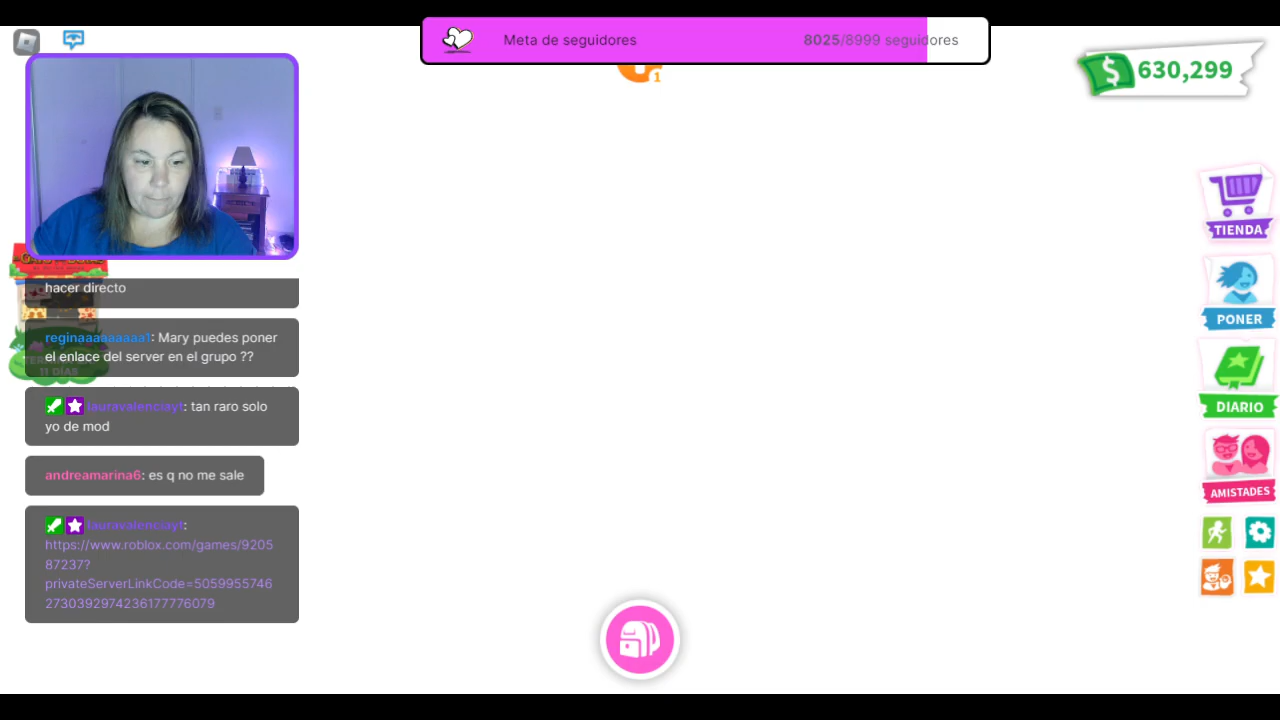 Meta de seguidores 8025/8999 seguidores
1
$ 630,299
TIENDA
PONER
DIARIO
AMISTADES
11 DÍAS
hacer directo
reginaaaaaaaaa1: Mary puedes poner
el enlace del server en el grupo ??
lauravalenciayt: tan raro solo
yo de mod
andreamarina6: es q no me sale
lauravalenciayt:
https://www.roblox.com/games/9205
87237?
privateServerLinkCode=5059955746
2730392974236177776079